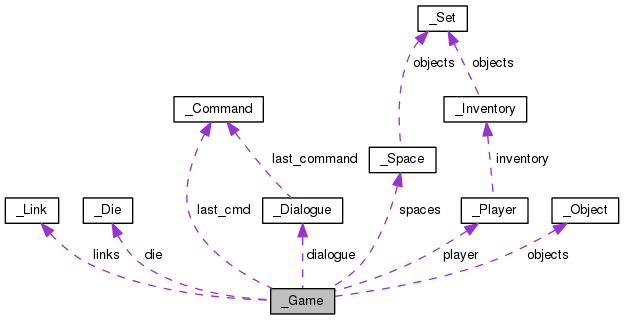 _Set
objects
objects
_Command
_Inventory
last_command
_Space
inventory
_Link
_Die
last_cmd
_Dialogue
spaces
_Player
_Object
links
die
dialogue
player
objects
_Game